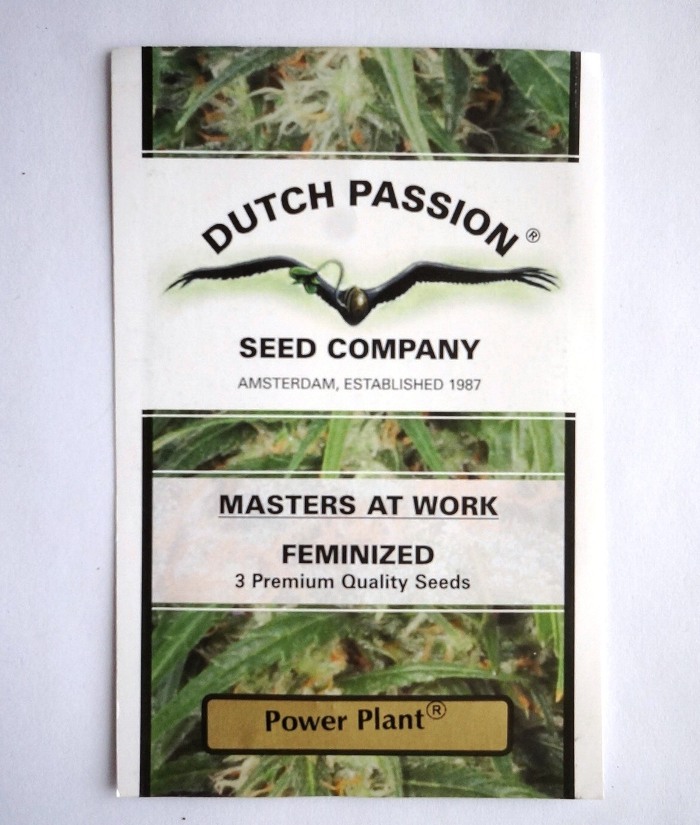 DUTCH PASSION ®
SEED COMPANY
AMSTERDAM, ESTABLISHED 1987
MASTERS AT WORK
FEMINIZED
3 Premium Quality Seeds
Power Plant®